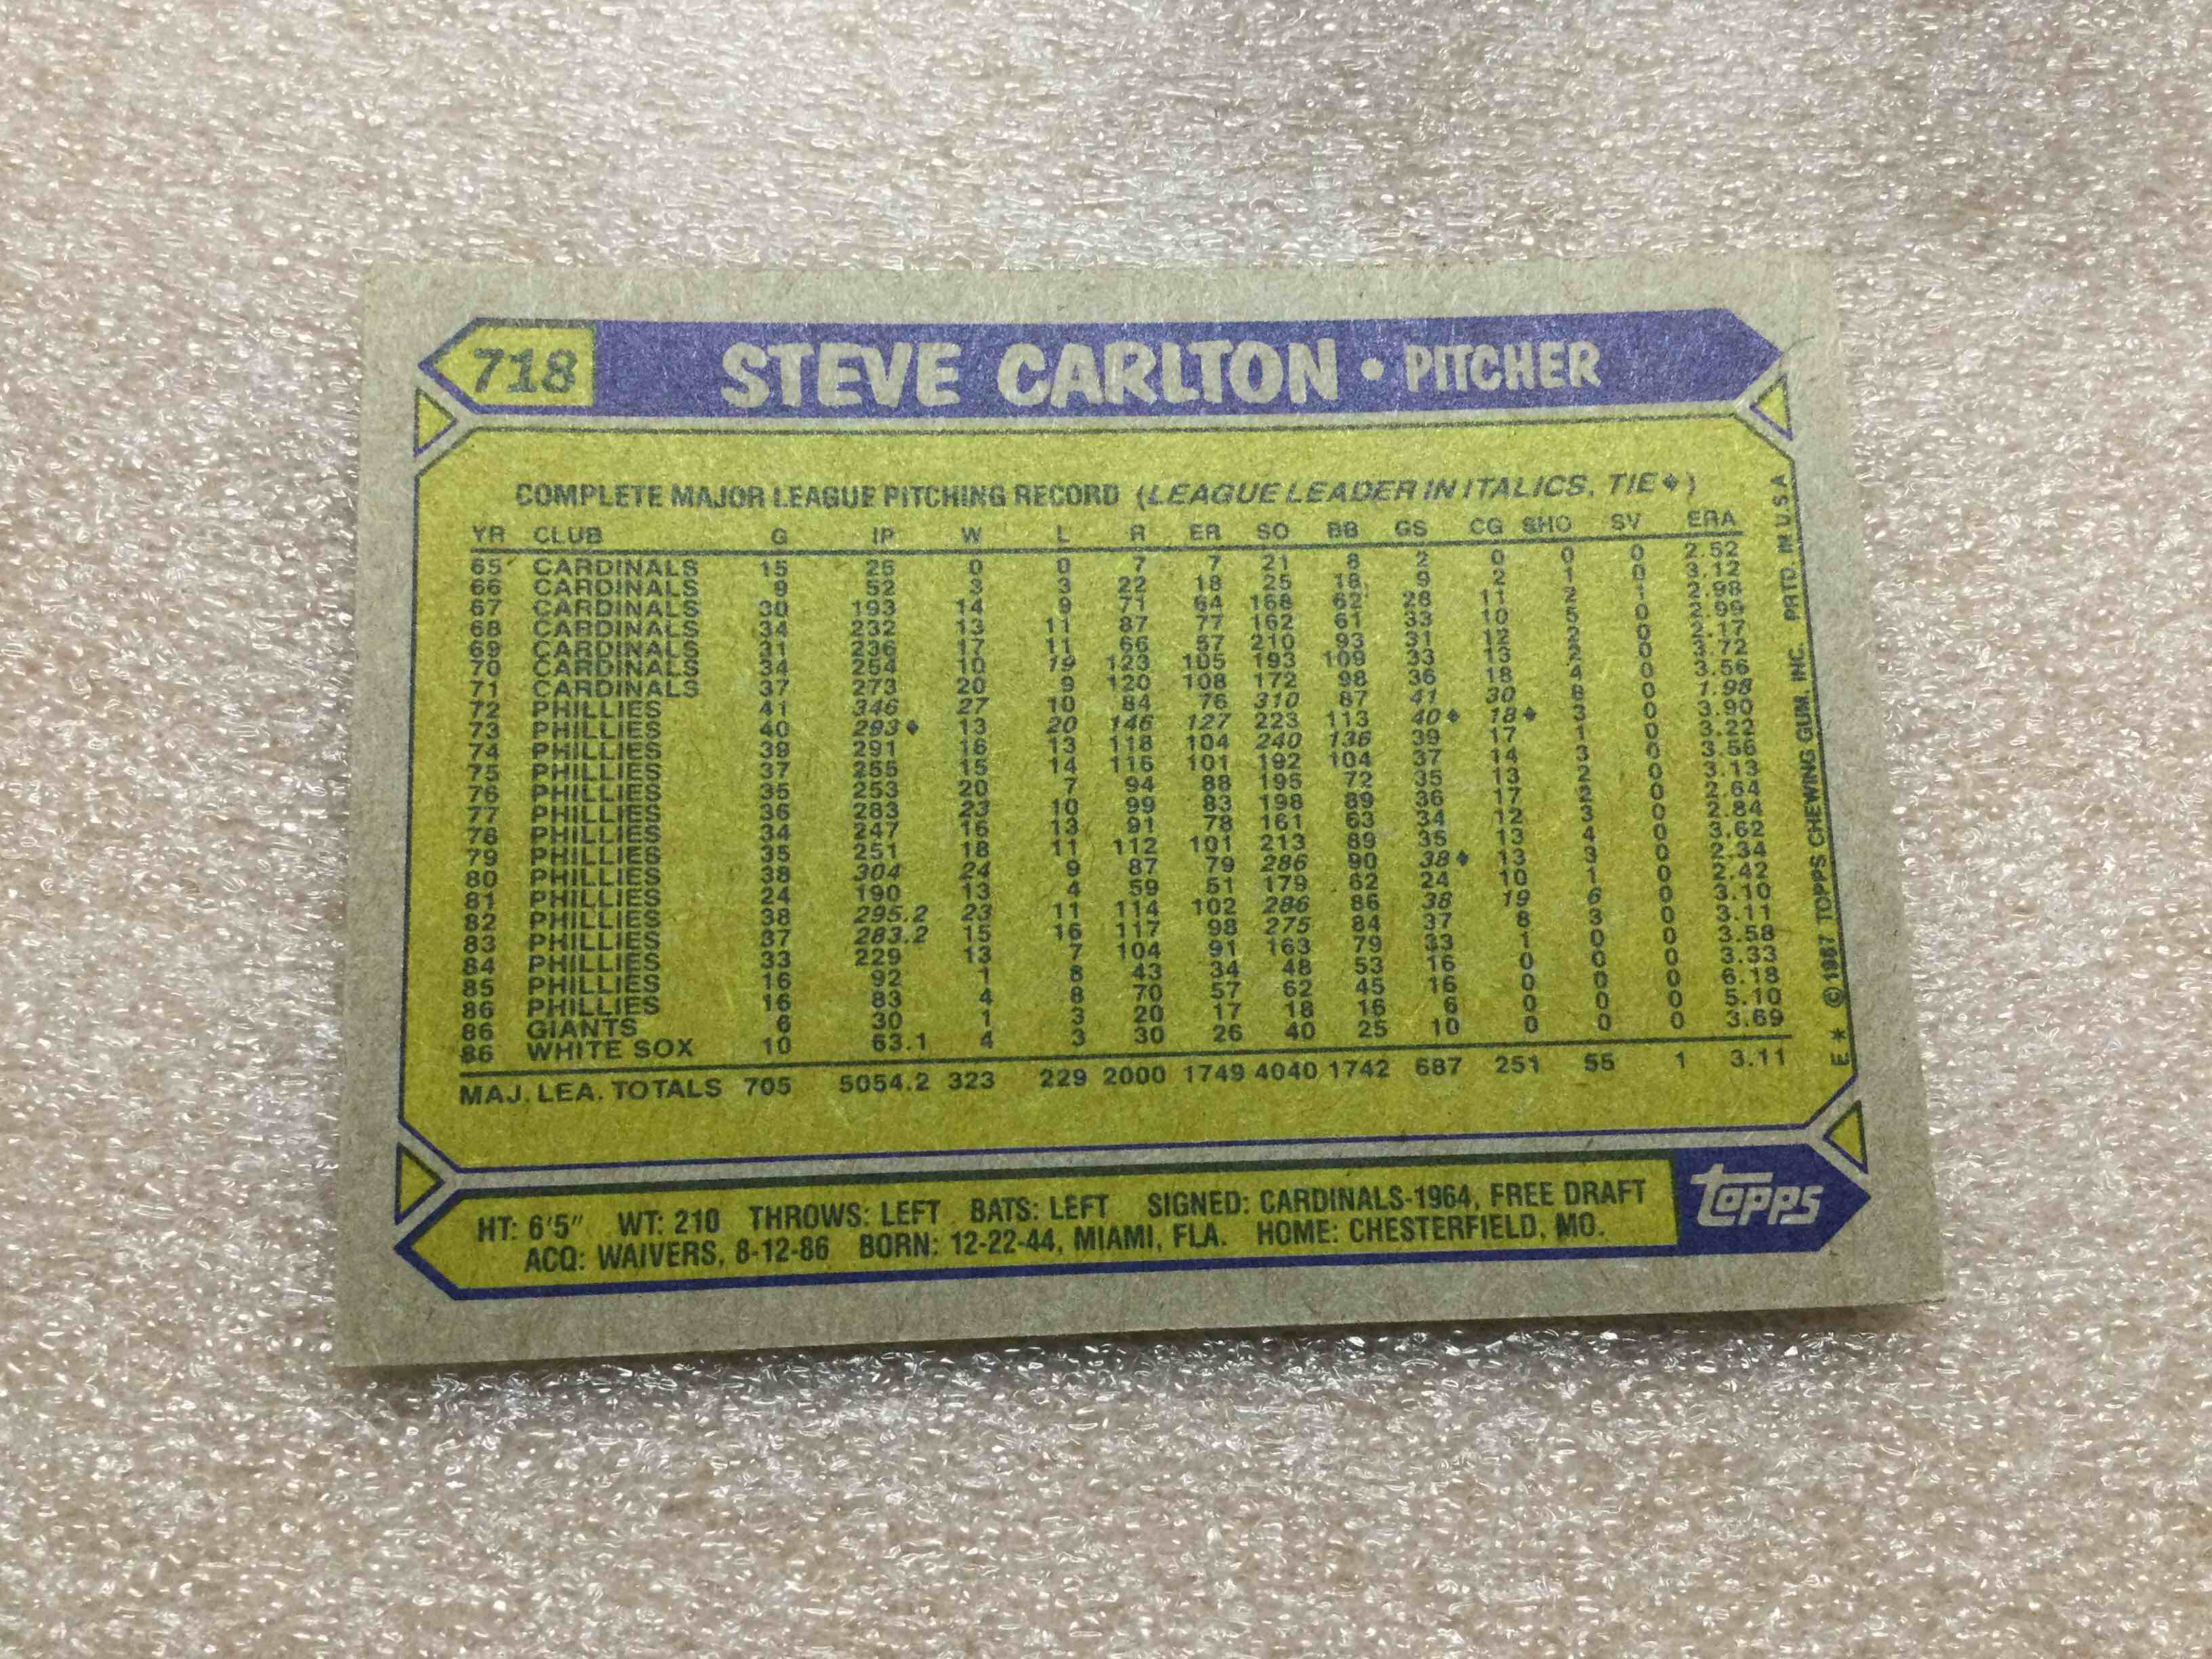 718 STEVE CARLTON • PITCHER
COMPLETE MAJOR LEAGUE PITCHING RECORD (LEAGUE LEADER IN ITALICS, TIE♦)
YR CLUB G IP W L R ER SO BB GS CG SHO SV ERA
65 CARDINALS 15 25 0 0 7 7 21 8 2 0 0 0 2.52
66 CARDINALS 9 52 3 3 22 18 25 18 9 2 1 0 3.12
67 CARDINALS 30 193 14 9 71 64 168 62 28 11 2 1 2.98
68 CARDINALS 34 232 13 11 87 77 162 61 33 10 5 0 2.99
69 CARDINALS 31 236 17 11 66 57 210 93 31 12 2 0 2.17
70 CARDINALS 34 254 10 19 123 105 193 109 33 13 2 0 3.72
71 CARDINALS 37 273 20 9 120 108 172 98 36 18 4 0 3.56
72 PHILLIES 41 346 27 10 84 76 310 87 41 30 8 0 1.98
73 PHILLIES 40 293♦ 13 20 146 127 223 113 40♦ 18♦ 3 0 3.90
74 PHILLIES 39 291 16 13 118 104 240 136 39 17 1 0 3.22
75 PHILLIES 37 255 15 14 116 101 192 104 37 14 3 0 3.56
76 PHILLIES 35 253 20 7 94 88 195 72 35 13 2 0 3.13
77 PHILLIES 36 283 23 10 99 83 198 89 36 17 2 0 2.64
78 PHILLIES 34 247 16 13 91 78 161 63 34 12 3 0 2.84
79 PHILLIES 35 251 18 11 112 101 213 89 35 13 4 0 3.62
80 PHILLIES 38 304 24 9 87 79 286 90 38♦ 13 3 0 2.34
81 PHILLIES 24 190 13 4 59 51 179 62 24 10 1 0 2.42
82 PHILLIES 38 295.2 23 11 114 102 286 86 38 19 6 0 3.10
83 PHILLIES 37 283.2 15 16 117 98 275 84 37 8 3 0 3.11
84 PHILLIES 33 229 13 7 104 91 163 79 33 1 0 0 3.58
85 PHILLIES 16 92 1 8 43 34 48 53 16 0 0 0 3.33
86 PHILLIES 16 83 4 8 70 57 62 45 16 0 0 0 6.18
86 GIANTS 6 30 1 3 20 17 18 16 6 0 0 0 5.10
86 WHITE SOX 10 63.1 4 3 30 26 40 25 10 0 0 0 3.69
MAJ. LEA. TOTALS 705 5054.2 323 229 2000 1749 4040 1742 687 251 55 1 3.11
E* © 1987 TOPPS CHEWING GUM, INC. PRTD. IN U.S.A
HT: 6'5" WT: 210 THROWS: LEFT BATS: LEFT SIGNED: CARDINALS-1964, FREE DRAFT
ACQ: WAIVERS, 8-12-86 BORN: 12-22-44, MIAMI, FLA. HOME: CHESTERFIELD, MO.
topps